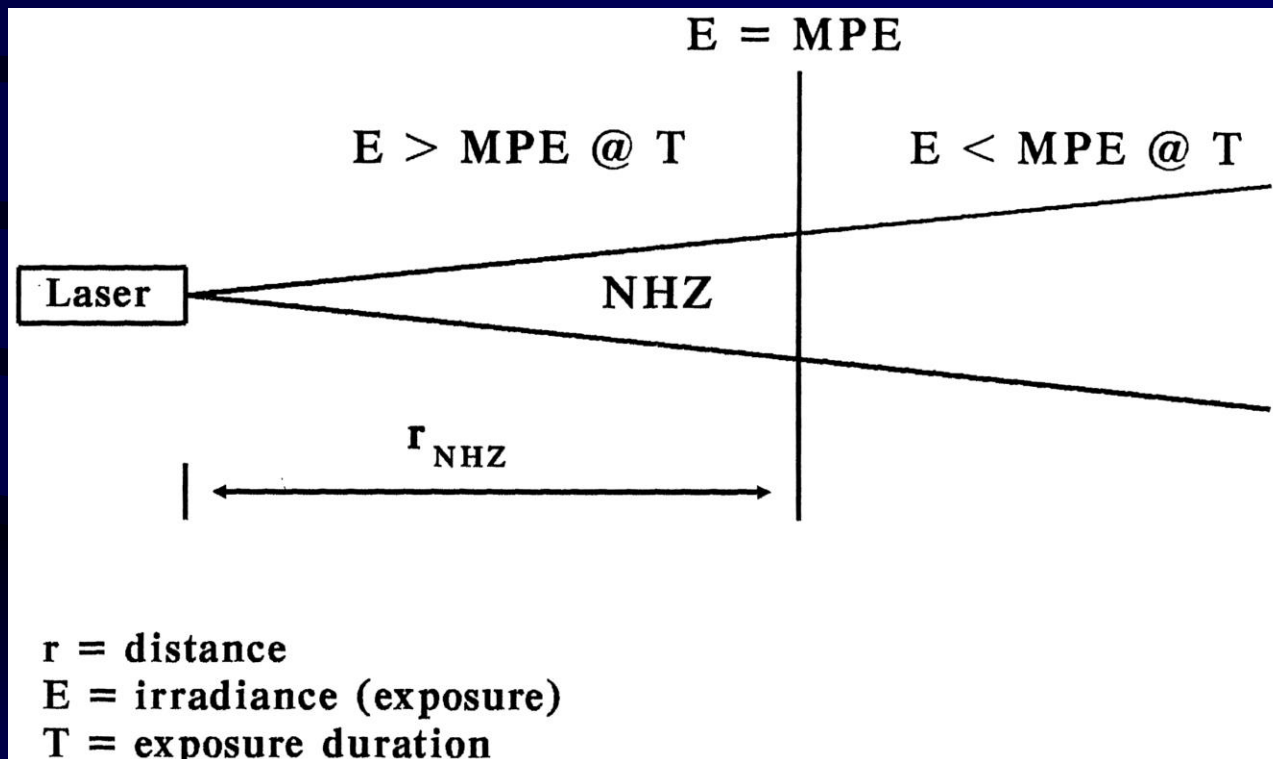 E = MPE
E > MPE @ T
E < MPE @ T
Laser
NHZ
r NHZ
r = distance
E = irradiance (exposure)
T = exposure duration